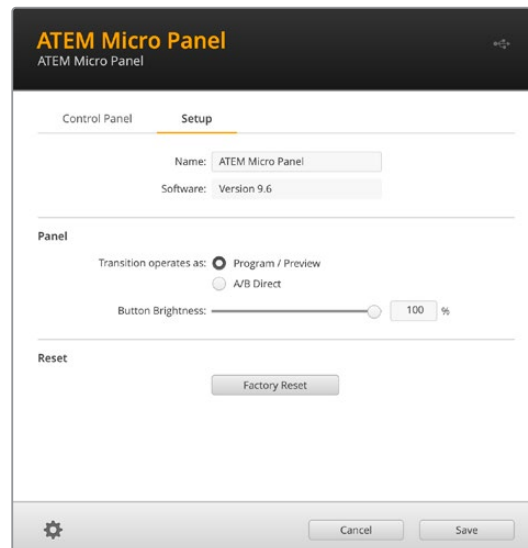 ATEM Micro Panel
ATEM Micro Panel
Control Panel Setup
Name: ATEM Micro Panel
Software: Version 9.6
Panel
Transition operates as: Program / Preview
A/B Direct
Button Brightness: 100 %
Reset
Factory Reset
Cancel Save